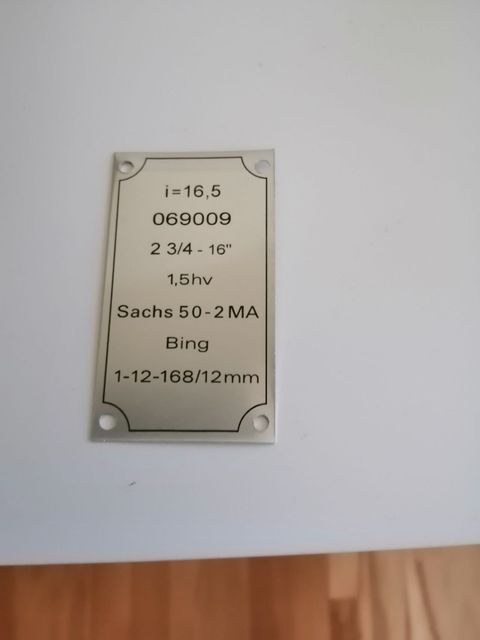 i=16,5
069009
2 3/4 - 16"
1,5hv
Sachs 50-2MA
Bing
1-12-168/12mm